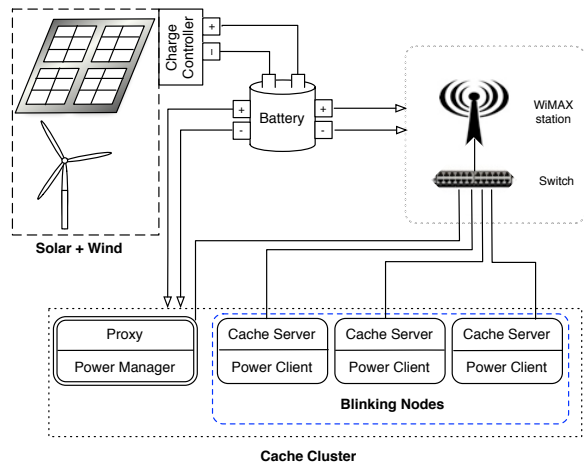 Charge
Controller
+
−
Battery
+
-
+
-
WiMAX
station
Switch
Solar + Wind
Proxy
Power Manager
Cache Server
Power Client
Cache Server
Power Client
Cache Server
Power Client
Blinking Nodes
Cache Cluster